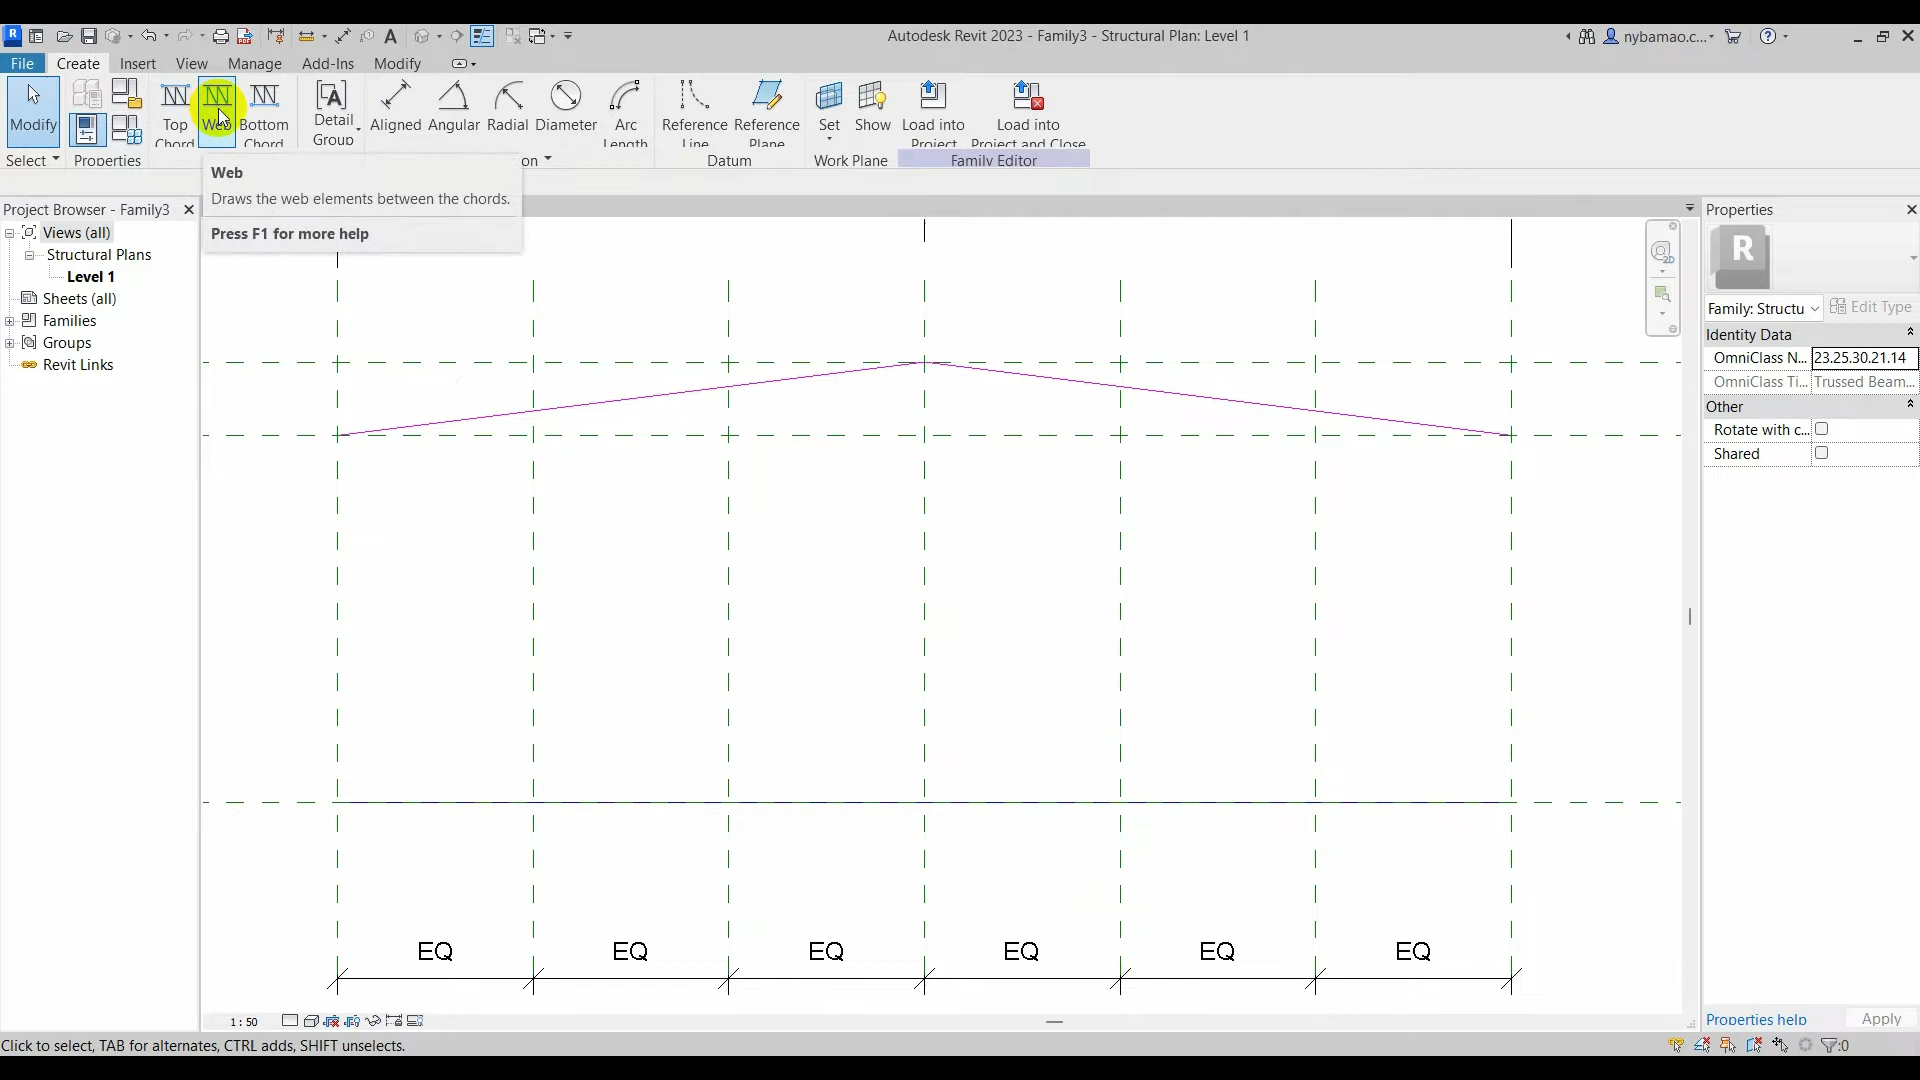 Autodesk Revit 2023 - Family3 - Structural Plan: Level 1
nybamao.c...
File Create Insert View Manage Add-Ins Modify
Modify
Top Chord
Web
Bottom Chord
Detail Group
Aligned
Angular
Radial
Diameter
Arc Length
Reference Line
Reference Plane
Set
Show
Load into Project
Load into Project and Close
Select
Properties
on
Datum
Work Plane
Family Editor
Web
Draws the web elements between the chords.
Press F1 for more help
Project Browser - Family3
Views (all)
Structural Plans
Level 1
Sheets (all)
Families
Groups
Revit Links
Properties
R
Family: Structu
Edit Type
Identity Data
OmniClass N... 23.25.30.21.14
OmniClass Ti... Trussed Beam...
Other
Rotate with c...
Shared
2D
EQ EQ EQ EQ EQ EQ
1 : 50
Properties help
Apply
Click to select, TAB for alternates, CTRL adds, SHIFT unselects.
:0